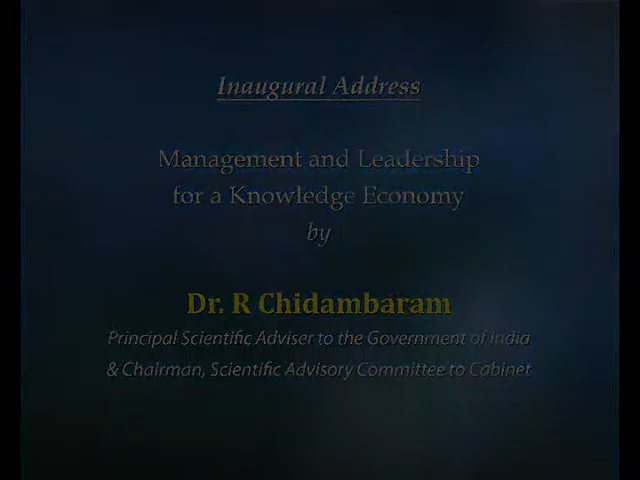 Inaugural Address
Management and Leadership
for a Knowledge Economy
by
Dr. R Chidambaram
Principal Scientific Adviser to the Government of India
& Chairman, Scientific Advisory Committee to Cabinet